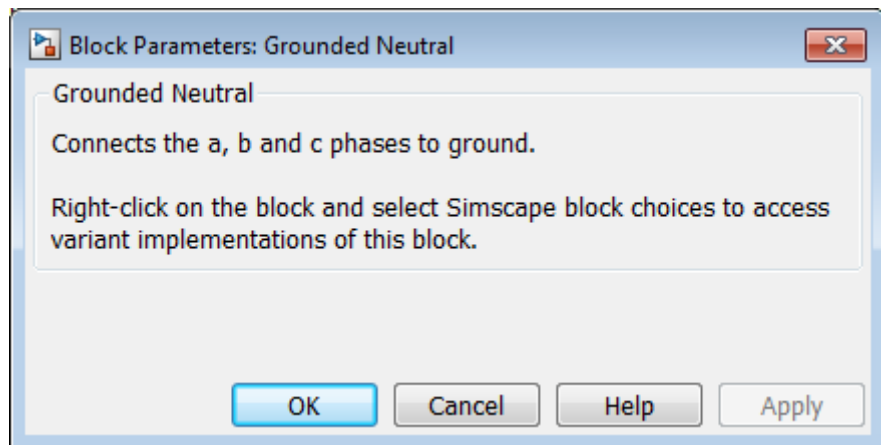 Block Parameters: Grounded Neutral
Grounded Neutral
Connects the a, b and c phases to ground.
Right-click on the block and select Simscape block choices to access
variant implementations of this block.
OK Cancel Help Apply